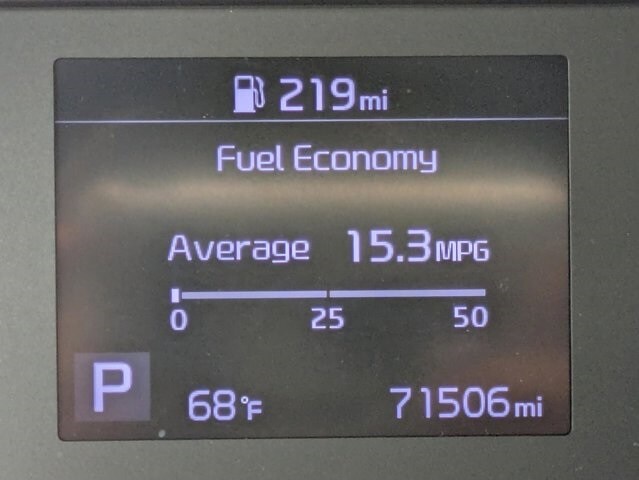 219mi
Fuel Economy
Average 15.3MPG
0 25 50
P 68°F 71506mi